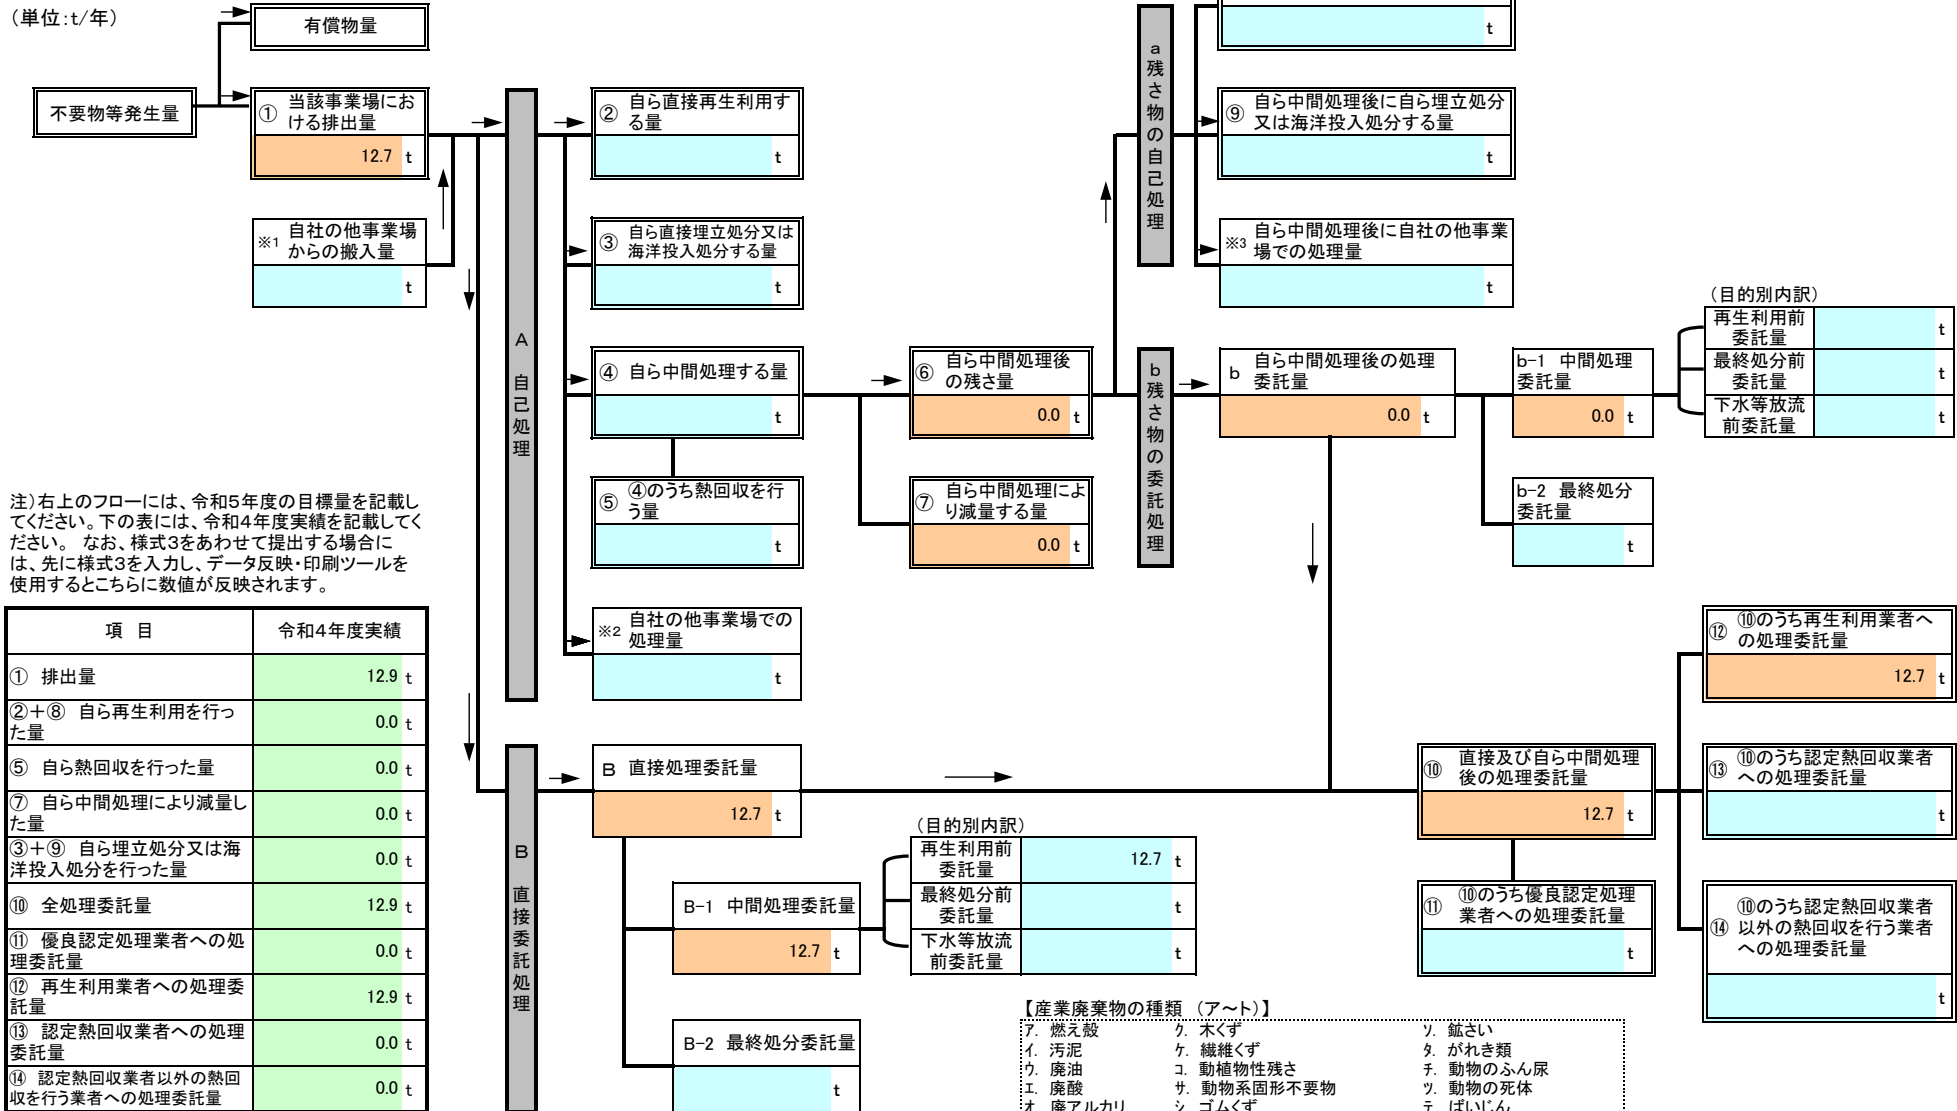 （単位：t/年）
有償物量
不要物等発生量
① 当該事業場にお
ける排出量
12.7 t
※1 自社の他事業場
からの搬入量
t
A 自己処理
② 自ら直接再生利用す
る量
t
③ 自ら直接埋立処分又は
海洋投入処分する量
t
④ 自ら中間処理する量
t
⑤ ④のうち熱回収を行
う量
t
※2 自社の他事業場での
処理量
t
⑥ 自ら中間処理後
の残さ量
0.0 t
⑦ 自ら中間処理によ
り減量する量
0.0 t
a 残さ物の自己処理
t
⑨ 自ら中間処理後に自ら埋立処分
又は海洋投入処分する量
t
※3 自ら中間処理後に自社の他事業
場での処理量
t
b 残さ物の委託処理
b 自ら中間処理後の処理
委託量
0.0 t
b-1 中間処理
委託量
0.0 t
（目的別内訳）
再生利用前
委託量
t
最終処分前
委託量
t
下水等放流
前委託量
t
b-2 最終処分
委託量
t
注）右上のフローには、令和５年度の目標量を記載し
てください。下の表には、令和４年度実績を記載してく
ださい。 なお、様式３をあわせて提出する場合に
は、先に様式３を入力し、データ反映・印刷ツールを
使用するとこちらに数値が反映されます。
項 目 令和４年度実績
① 排出量 12.9 t
②＋⑧ 自ら再生利用を行っ
た量 0.0 t
⑤ 自ら熱回収を行った量 0.0 t
⑦ 自ら中間処理により減量し
た量 0.0 t
③＋⑨ 自ら埋立処分又は海
洋投入処分を行った量 0.0 t
⑩ 全処理委託量 12.9 t
⑪ 優良認定処理業者への処
理委託量 0.0 t
⑫ 再生利用業者への処理委
託量 12.9 t
⑬ 認定熱回収業者への処理
委託量 0.0 t
⑭ 認定熱回収業者以外の熱回
収を行う業者への処理委託量 0.0 t
B 直接委託処理
B 直接処理委託量
12.7 t
B-1 中間処理委託量
12.7 t
（目的別内訳）
再生利用前
委託量
12.7 t
最終処分前
委託量
t
下水等放流
前委託量
t
B-2 最終処分委託量
t
⑩ 直接及び自ら中間処理
後の処理委託量
12.7 t
⑪ ⑩のうち優良認定処理
業者への処理委託量
t
⑫ ⑩のうち再生利用業者へ
の処理委託量
12.7 t
⑬ ⑩のうち認定熱回収業者
への処理委託量
t
⑭ ⑩のうち認定熱回収業者
以外の熱回収を行う業者
への処理委託量
t
【産業廃棄物の種類 （ア～ト）】
ア. 燃え殻 ク. 木くず ソ. 鉱さい
イ. 汚泥 ケ. 繊維くず タ. がれき類
ウ. 廃油 コ. 動植物性残さ チ. 動物のふん尿
エ. 廃酸 サ. 動物系固形不要物 ツ. 動物の死体
オ. 廃アルカリ シ. ゴムくず テ. ばいじん